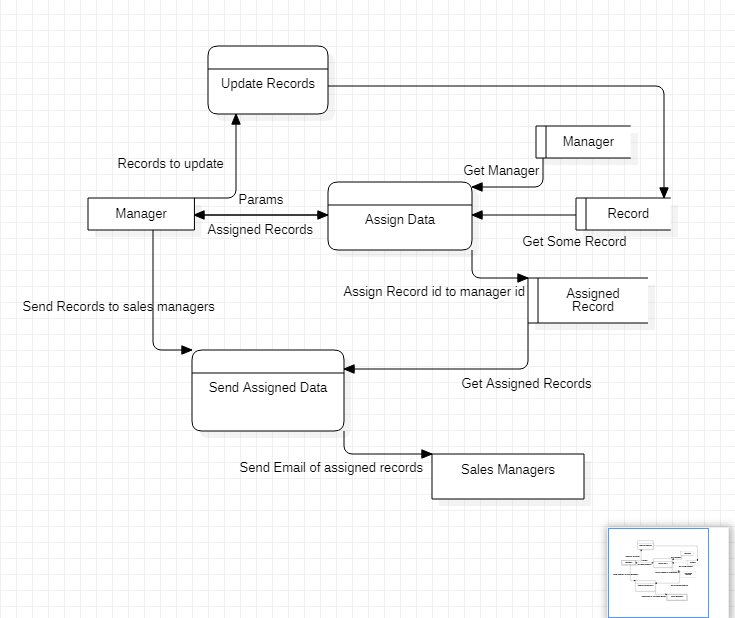 Update Records
Manager
Records to update
Get Manager
Params
Manager
Assign Data
Record
Assigned Records
Get Some Record
Assign Record id to manager id
Assigned
Record
Send Records to sales managers
Send Assigned Data
Get Assigned Records
Send Email of assigned records
Sales Managers